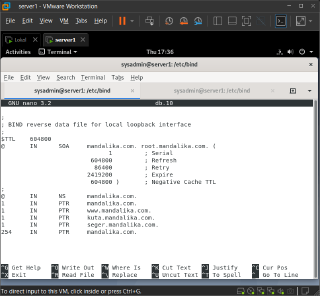 server1 - VMware Workstation
File Edit View VM Tabs Help
Local server1
Activities Terminal Thu 17:36
sysadmin@server1: /etc/bind
File Edit View Search Terminal Tabs Help
sysadmin@server1: /etc/bind sysadmin@server1: /etc/bind
GNU nano 3.2 db.18
;
; BIND reverse data file for local loopback interface
;
$TTL 604800
@ IN SOA mandalika.com. root.mandalika.com. (
1 ; Serial
604800 ; Refresh
86400 ; Retry
2419200 ; Expire
604800 ) ; Negative Cache TTL
;
@ IN NS mandalika.com.
1 IN PTR mandalika.com.
1 IN PTR www.mandalika.com.
1 IN PTR kuta.mandalika.com.
1 IN PTR seger.mandalika.com.
254 IN PTR mandalika.com.
^G Get Help ^O Write Out ^W Where Is ^K Cut Text ^J Justify ^C Cur Pos
^X Exit ^R Read File ^\ Replace ^U Uncut Text ^T To Spell ^_ Go To Line
To direct input to this VM, click inside or press Ctrl+G.